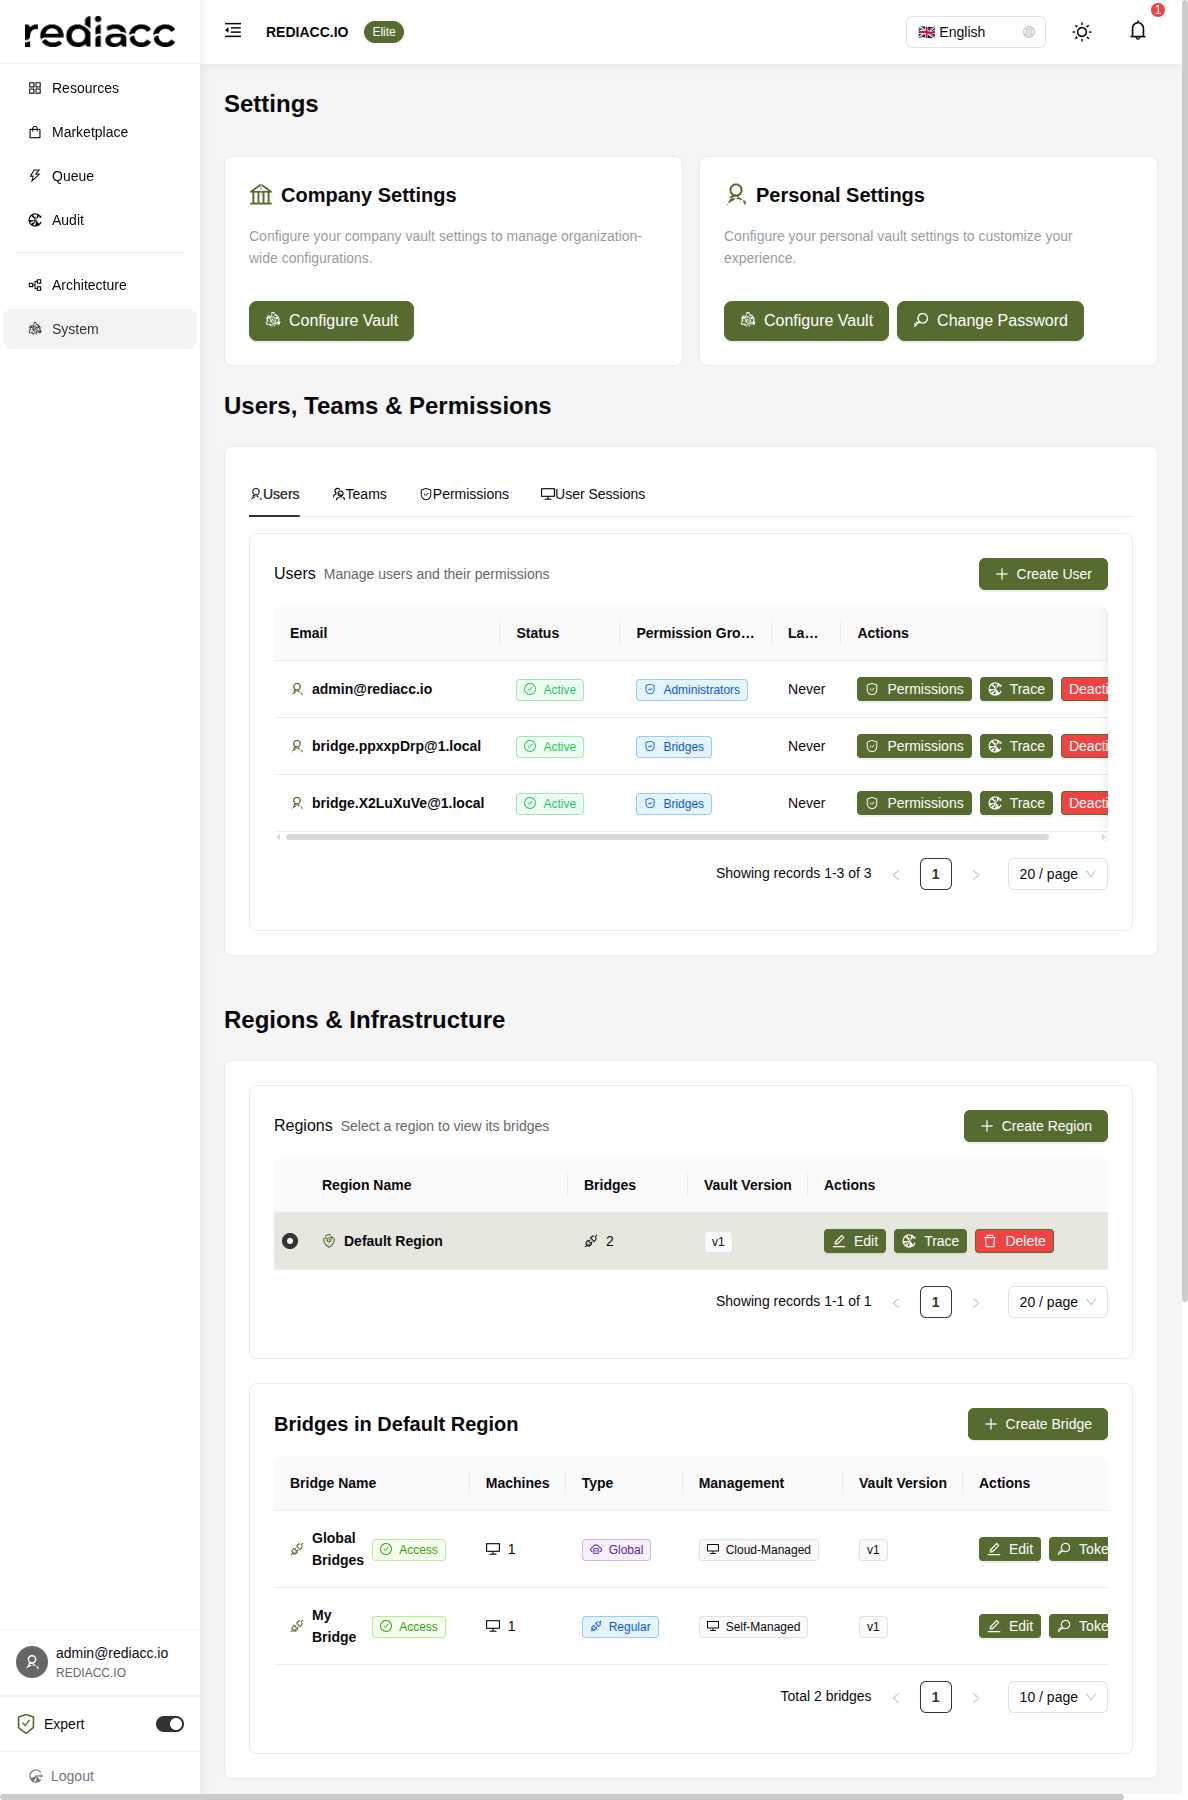 rediacc
REDIACC.IO
Elite
English
1
Resources
Marketplace
Queue
Audit
Architecture
System
Settings
Company Settings
Configure your company vault settings to manage organization-
wide configurations.
Configure Vault
Personal Settings
Configure your personal vault settings to customize your
experience.
Configure Vault
Change Password
Users, Teams & Permissions
Users
Teams
Permissions
User Sessions
Users Manage users and their permissions
Create User
Email Status Permission Gro... La... Actions
admin@rediacc.io Active Administrators Never Permissions Trace Deacti
bridge.ppxxpDrp@1.local Active Bridges Never Permissions Trace Deacti
bridge.X2LuXuVe@1.local Active Bridges Never Permissions Trace Deacti
Showing records 1-3 of 3 1 20 / page
Regions & Infrastructure
Regions Select a region to view its bridges
Create Region
Region Name Bridges Vault Version Actions
Default Region 2 v1 Edit Trace Delete
Showing records 1-1 of 1 1 20 / page
Bridges in Default Region
Create Bridge
Bridge Name Machines Type Management Vault Version Actions
Global
Bridges Access 1 Global Cloud-Managed v1 Edit Toke
My
Bridge Access 1 Regular Self-Managed v1 Edit Toke
Total 2 bridges 1 10 / page
admin@rediacc.io
REDIACC.IO
Expert
Logout